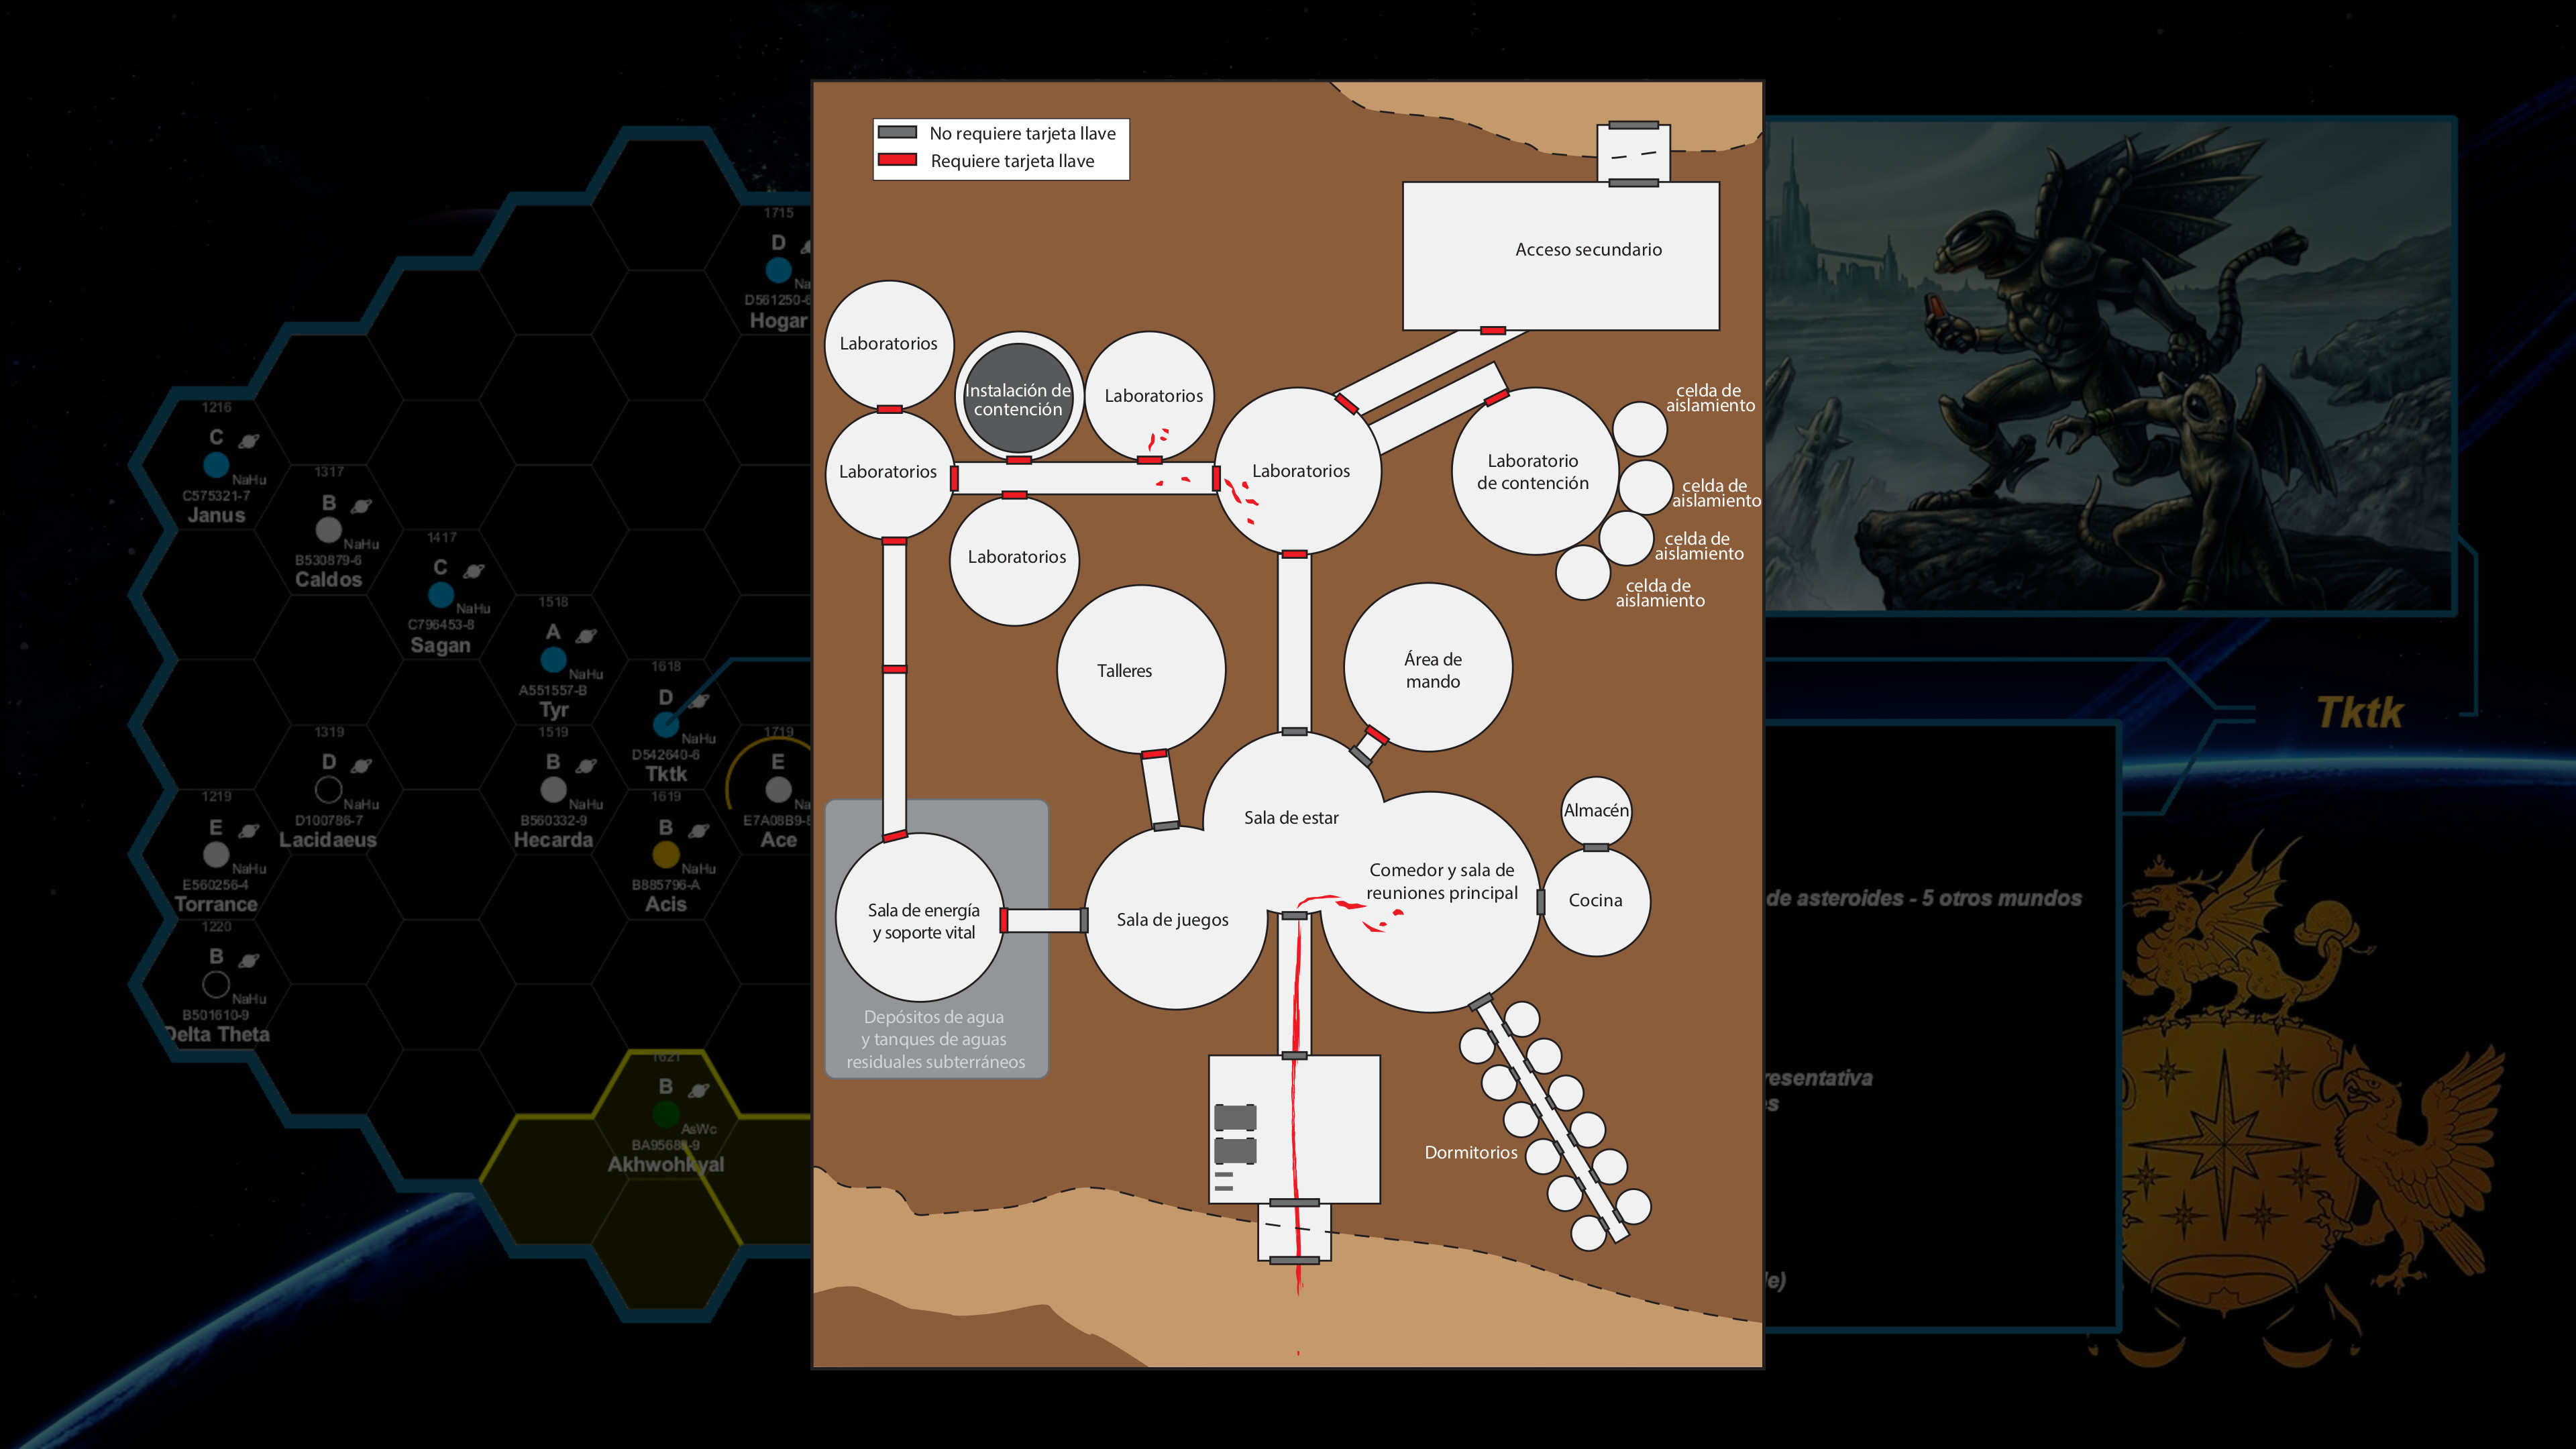 No requiere tarjeta llave
Requiere tarjeta llave
Acceso secundario
Laboratorios
Instalación de
contención
Laboratorios
Laboratorios
Laboratorios
Laboratorio
de contención
celda de
aislamiento
celda de
aislamiento
celda de
aislamiento
celda de
aislamiento
Laboratorios
Talleres
Área de
mando
Sala de estar
Almacén
Comedor y sala de
reuniones principal
Cocina
Sala de energía
y soporte vital
Sala de juegos
Depósitos de agua
y tanques de aguas
residuales subterráneos
Dormitorios
1715
D
D561250-6
Hogar
1216
C
NaHu
C575321-7
Janus
1317
B
NaHu
B530879-6
Caldos
1417
C
NaHu
C796453-8
Sagan
1518
A
NaHu
A551557-B
Tyr
1618
D
NaHu
D542640-6
Tktk
1319
D
NaHu
D100786-7
Lacidaeus
1519
B
NaHu
B560332-9
Hecarda
1719
E
E7A08B9-8
Ace
1219
E
NaHu
E560256-4
Torrance
1619
B
NaHu
B885796-A
Acis
1220
B
NaHu
B501610-9
Delta Theta
1621
B
AsWc
Akhwohkyal
Tktk
de asteroides - 5 otros mundos